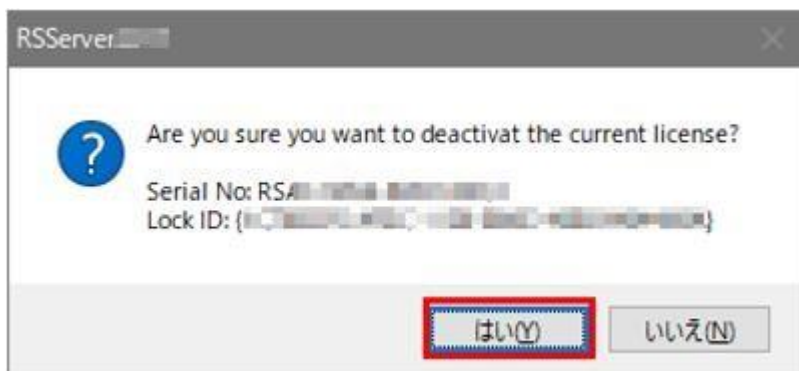 RSServer
Are you sure you want to deactivat the current license?
Serial No: RSA
Lock ID: {
はい(Y)
いいえ(N)